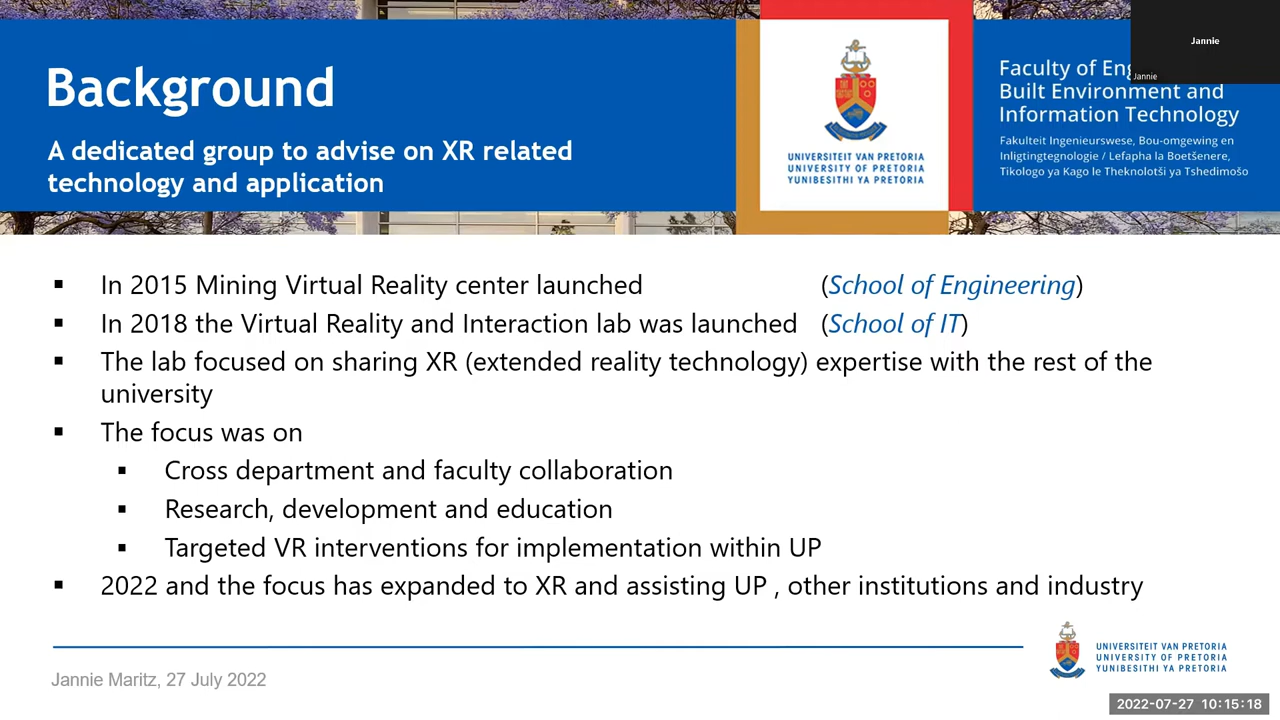 Background
A dedicated group to advise on XR related
technology and application
UNIVERSITEIT VAN PRETORIA
UNIVERSITY OF PRETORIA
YUNIBESITHI YA PRETORIA
Faculty of Eng
Built Environment and
Information Technology
Fakulteit Ingenieurswese, Bou-omgewing en
Inligtingtegnologie / Lefapha la Boetšenere,
Tikologo ya Kago le Theknolotši ya Tshedimošo
Jannie
Jannie
▪ In 2015 Mining Virtual Reality center launched (School of Engineering)
▪ In 2018 the Virtual Reality and Interaction lab was launched (School of IT)
▪ The lab focused on sharing XR (extended reality technology) expertise with the rest of the
university
▪ The focus was on
▪ Cross department and faculty collaboration
▪ Research, development and education
▪ Targeted VR interventions for implementation within UP
▪ 2022 and the focus has expanded to XR and assisting UP , other institutions and industry
UNIVERSITEIT VAN PRETORIA
UNIVERSITY OF PRETORIA
YUNIBESITHI YA PRETORIA
Jannie Maritz, 27 July 2022
2022-07-27 10:15:18